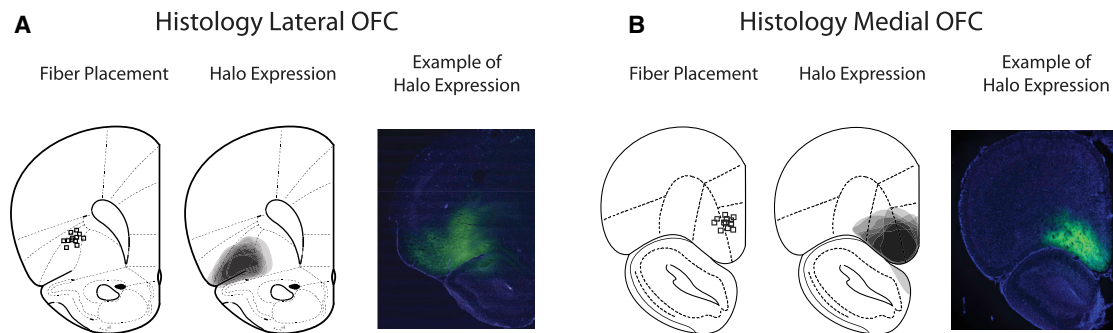 A
Histology Lateral OFC
Fiber Placement
Halo Expression
Example of
Halo Expression
B
Histology Medial OFC
Fiber Placement
Halo Expression
Example of
Halo Expression